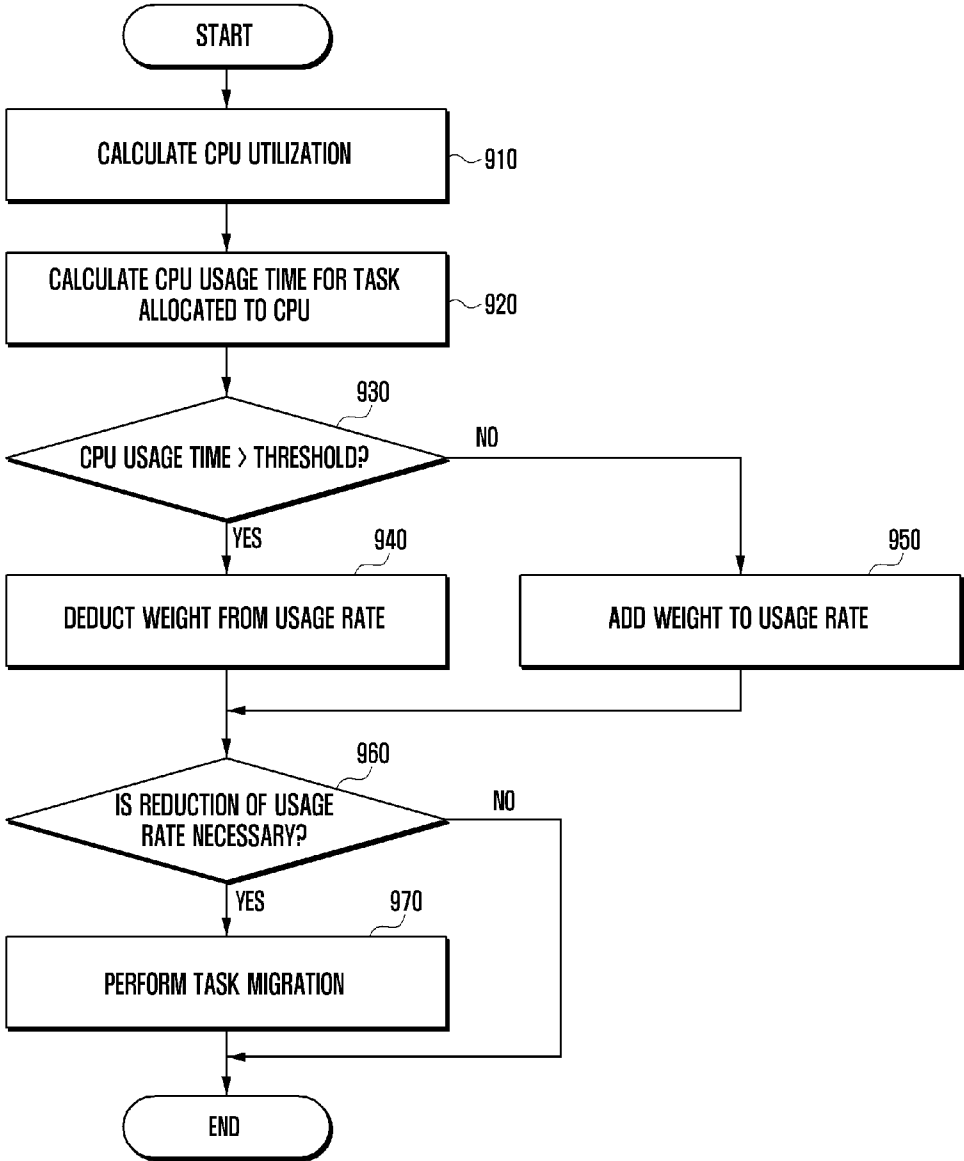 START
CALCULATE CPU UTILIZATION
910
CALCULATE CPU USAGE TIME FOR TASK
ALLOCATED TO CPU
920
930
CPU USAGE TIME > THRESHOLD?
NO
YES
940
950
DEDUCT WEIGHT FROM USAGE RATE
ADD WEIGHT TO USAGE RATE
960
IS REDUCTION OF USAGE
RATE NECESSARY?
NO
YES
970
PERFORM TASK MIGRATION
END